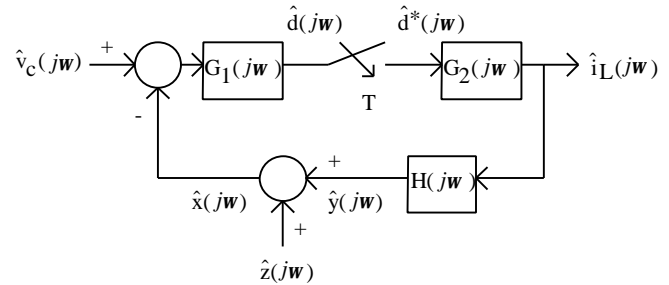 d̂(jw)
d̂*(jw)
v̂c(jw)
+
G1(jw)
G2(jw)
îL(jw)
T
-
+
H(jw)
x̂(jw)
ŷ(jw)
+
ẑ(jw)